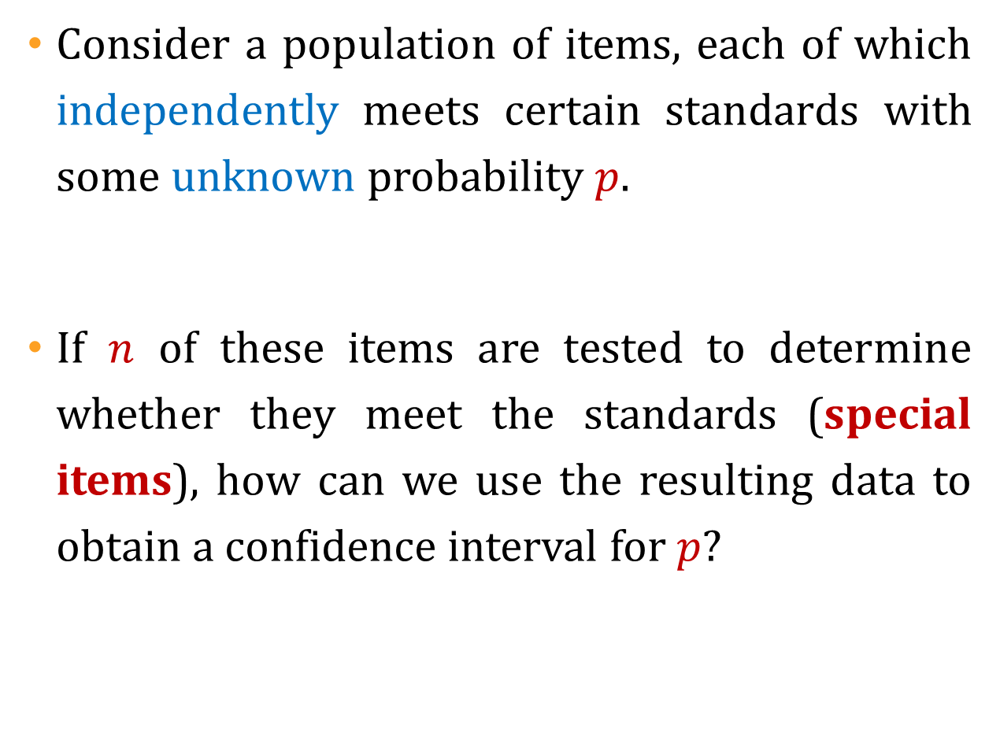 • Consider a population of items, each of which
independently meets certain standards with
some unknown probability p.
• If n of these items are tested to determine
whether they meet the standards (special
items), how can we use the resulting data to
obtain a confidence interval for p?